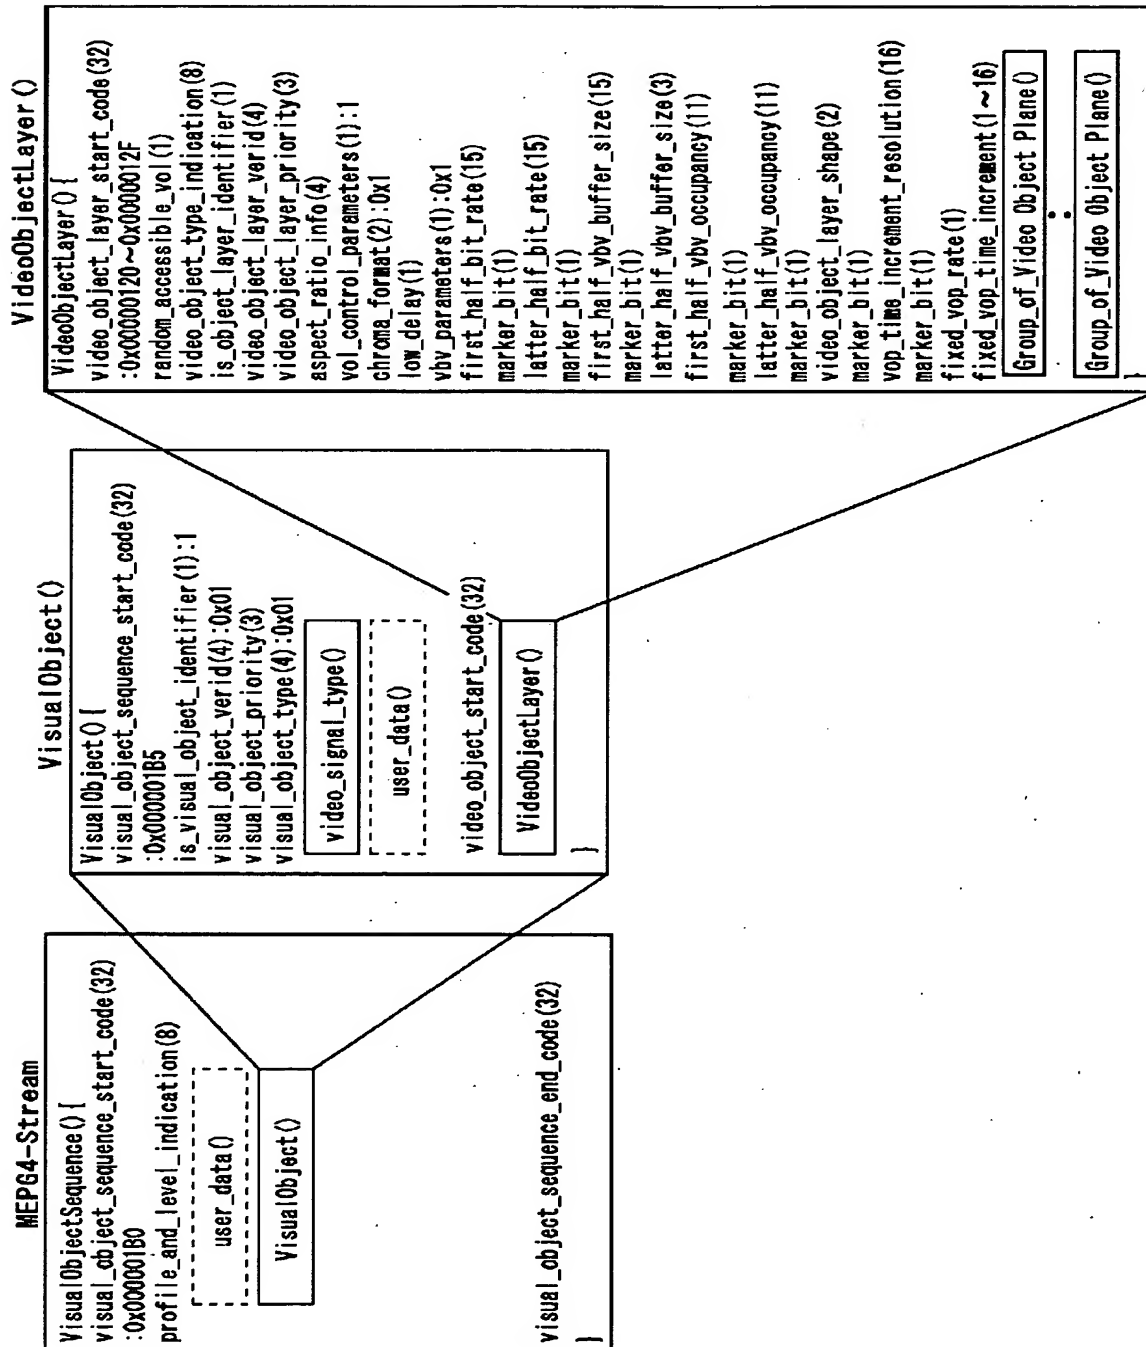 MEPG4-Stream
VisualObjectSequence() {
visual_object_sequence_start_code(32)
:0x000001B0
profile_and_level_indication(8)
user_data()
VisualObject()
visual_object_sequence_end_code(32)
}
VisualObject()
VisualObject() {
visual_object_sequence_start_code(32)
:0x000001B5
is_visual_object_identifier(1):1
visual_object_verid(4):0x01
visual_object_priority(3)
visual_object_type(4):0x01
video_signal_type()
user_data()
video_object_start_code(32)
VideoObjectLayer()
}
VideoObjectLayer()
VideoObjectLayer() {
video_object_layer_start_code(32)
:0x00000120~0x0000012F
random_accessible_vol(1)
video_object_type_indication(8)
is_object_layer_identifier(1)
video_object_layer_verid(4)
video_object_layer_priority(3)
aspect_ratio_info(4)
vol_control_parameters(1):1
chroma_format(2):0x1
low_delay(1)
vbv_parameters(1):0x1
first_half_bit_rate(15)
marker_bit(1)
latter_half_bit_rate(15)
marker_bit(1)
first_half_vbv_buffer_size(15)
marker_bit(1)
latter_half_vbv_buffer_size(3)
first_half_vbv_occupancy(11)
marker_bit(1)
latter_half_vbv_occupancy(11)
marker_bit(1)
video_object_layer_shape(2)
marker_bit(1)
vop_time_increment_resolution(16)
marker_bit(1)
fixed_vop_rate(1)
fixed_vop_time_increment(1~16)
Group_of_Video Object Plane()
Group_of_Video Object Plane()
}